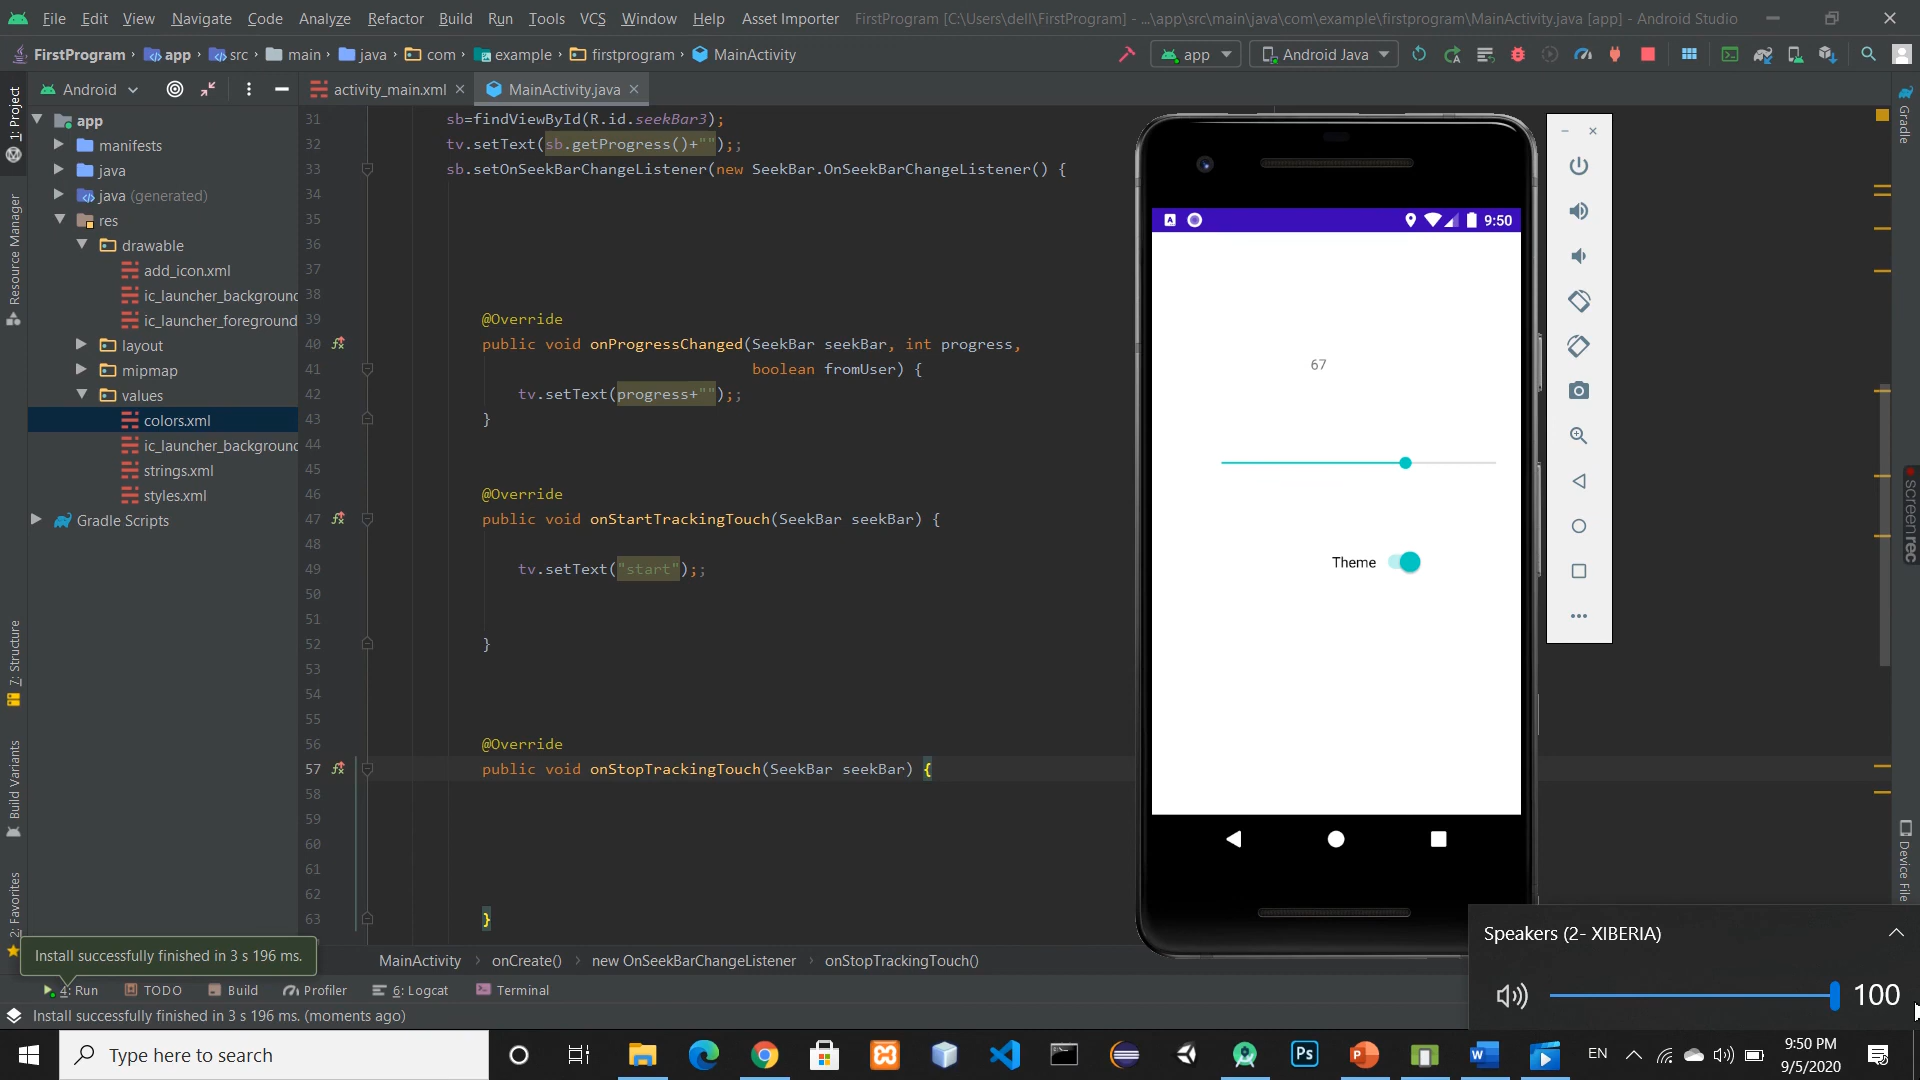 File Edit View Navigate Code Analyze Refactor Build Run Tools VCS Window Help Asset Importer FirstProgram [C:\Users\dell\FirstProgram] - ...\app\src\main\java\com\example\firstprogram\MainActivity.java [app] - Android Studio
FirstProgram app src main java com example firstprogram MainActivity app Android Java
Android activity_main.xml MainActivity.java
1: Project
Resource Manager
7: Structure
Build Variants
2: Favorites
app
manifests
java
java (generated)
res
drawable
add_icon.xml
ic_launcher_background
ic_launcher_foreground
layout
mipmap
values
colors.xml
ic_launcher_background
strings.xml
styles.xml
Gradle Scripts
31 sb=findViewById(R.id.seekBar3);
32 tv.setText(sb.getProgress()+"");;
33 sb.setOnSeekBarChangeListener(new SeekBar.OnSeekBarChangeListener() {
34
35
36
37
38
39 @Override
40 public void onProgressChanged(SeekBar seekBar, int progress,
41 boolean fromUser) {
42 tv.setText(progress+"");;
43 }
44
45
46 @Override
47 public void onStartTrackingTouch(SeekBar seekBar) {
48
49 tv.setText("start");;
50
51
52 }
53
54
55
56 @Override
57 public void onStopTrackingTouch(SeekBar seekBar) {
58
59
60
61
62
63 }
9:50
67
Theme
Gradle
screenrec
Device File
Speakers (2- XIBERIA)
100
Install successfully finished in 3 s 196 ms.
MainActivity onCreate() new OnSeekBarChangeListener onStopTrackingTouch()
4: Run TODO Build Profiler 6: Logcat Terminal
Install successfully finished in 3 s 196 ms. (moments ago)
Type here to search
Ps
EN
9:50 PM
9/5/2020